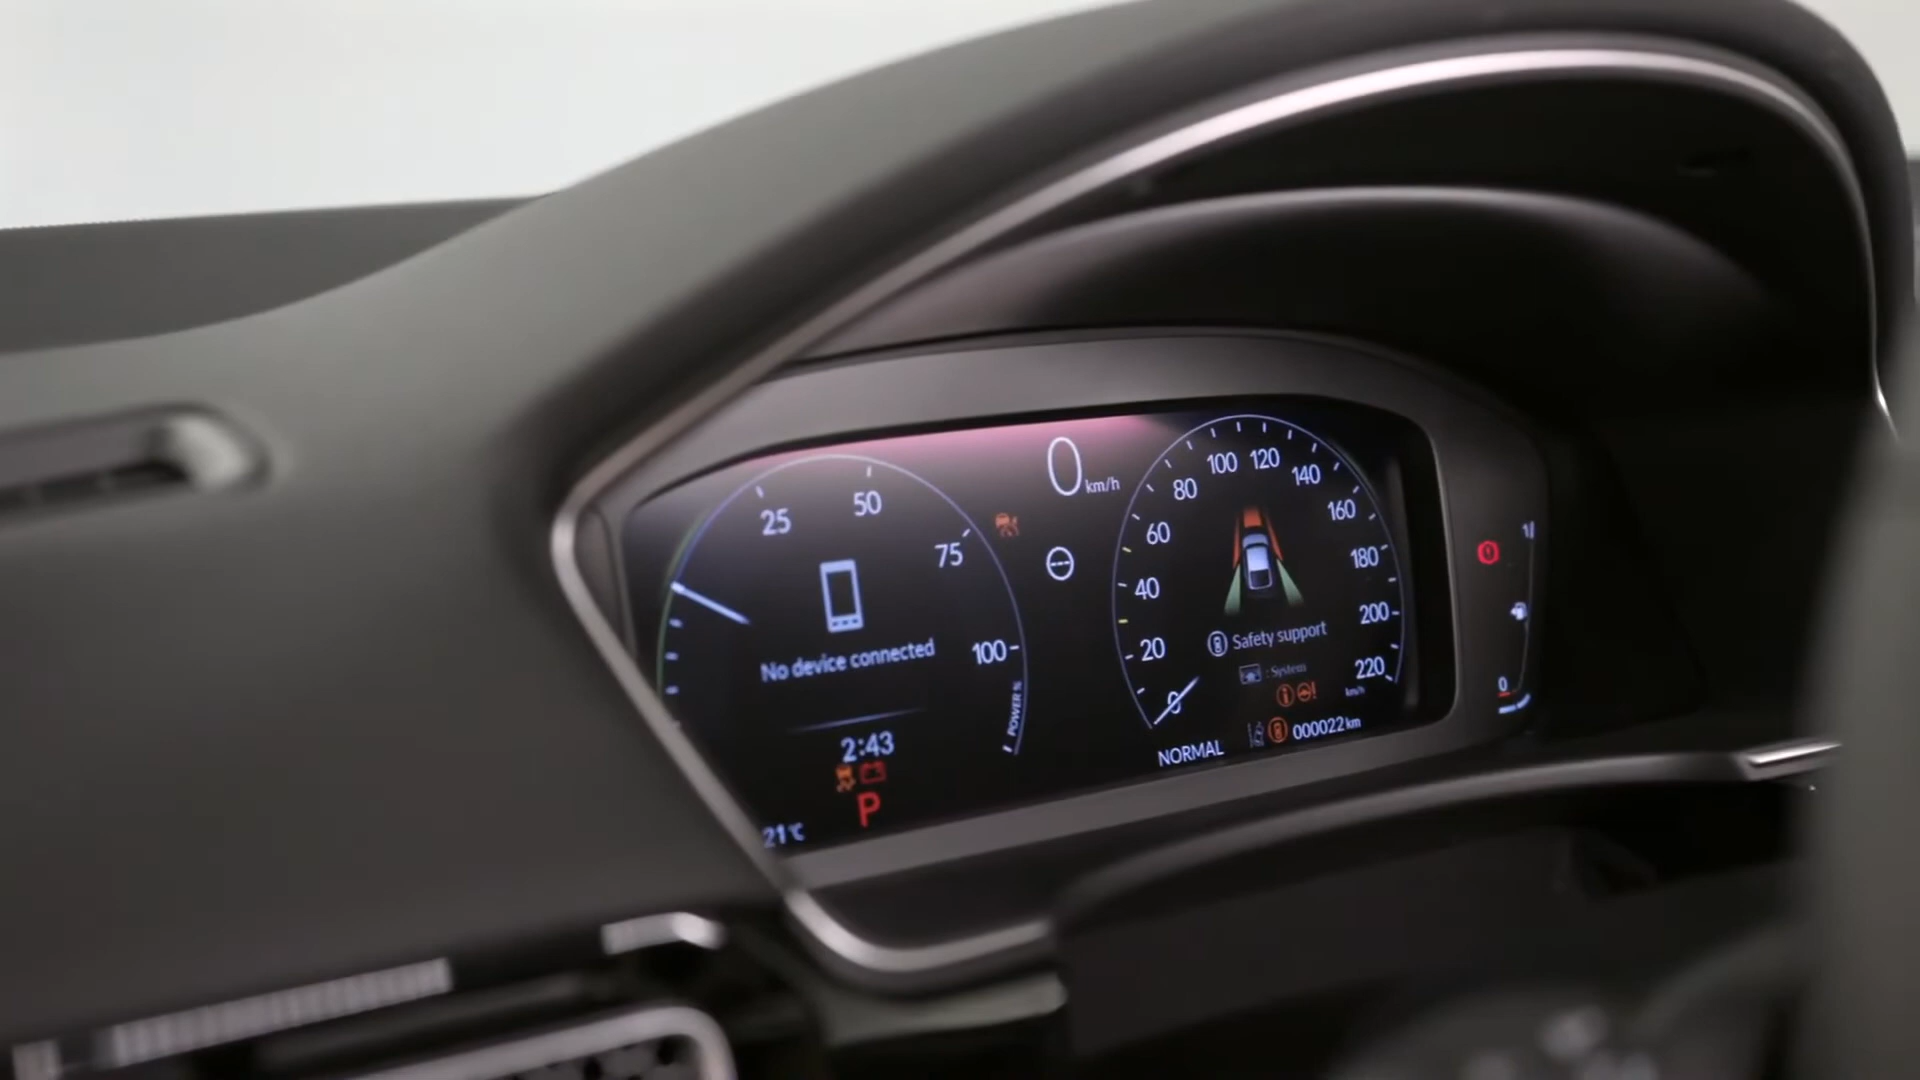 25
50
75
100
POWER %
No device connected
2:43
P
21℃
0 km/h
0
20
40
60
80
100
120
140
160
180
200
220
km/h
Safety support
: System
NORMAL
000022 km
1
0